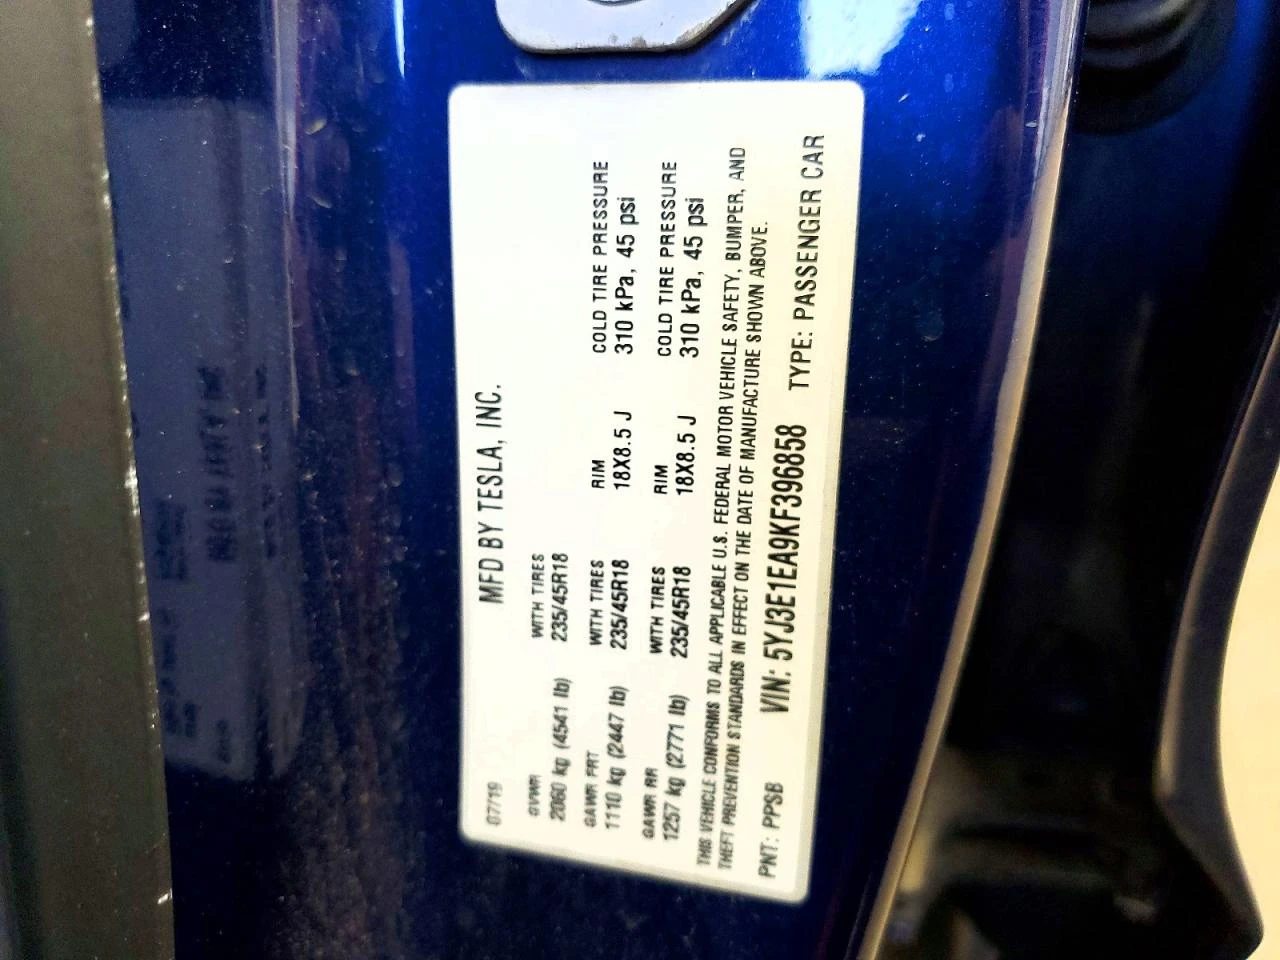 MFD BY TESLA, INC.
07/19
GVWR WITH TIRES
2060 kg (4541 lb) 235/45R18
GAWR FRT WITH TIRES RIM COLD TIRE PRESSURE
1110 kg (2447 lb) 235/45R18 18X8.5 J 310 kPa, 45 psi
GAWR RR WITH TIRES RIM COLD TIRE PRESSURE
1257 kg (2771 lb) 235/45R18 18X8.5 J 310 kPa, 45 psi
THIS VEHICLE CONFORMS TO ALL APPLICABLE U.S. FEDERAL MOTOR VEHICLE SAFETY, BUMPER, AND
THEFT PREVENTION STANDARDS IN EFFECT ON THE DATE OF MANUFACTURE SHOWN ABOVE.
PNT: PPSB VIN: 5YJ3E1EA9KF396858 TYPE: PASSENGER CAR